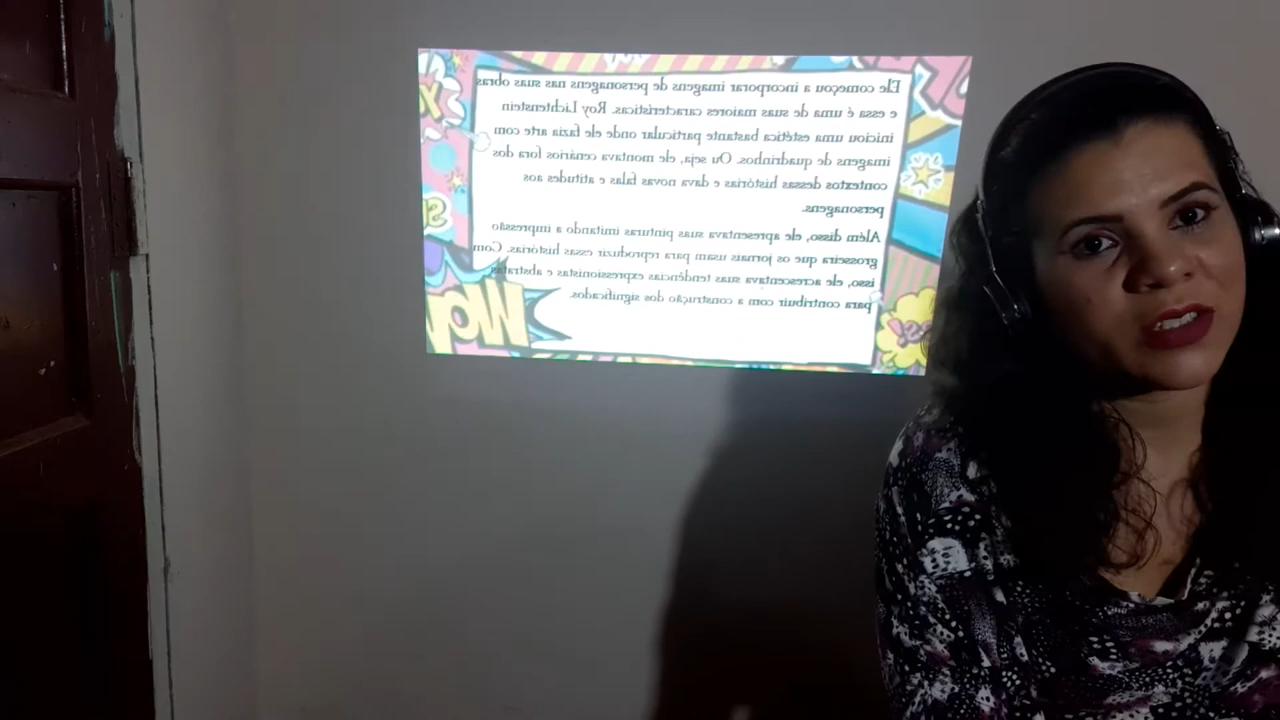 Ele começou a incorporar imagens de personagens nas suas obras
e essa é uma de suas maiores características. Roy Lichtenstein
iniciou uma estética bastante particular onde ele fazia arte com
imagens de quadrinhos. Ou seja, ele montava cenários fora dos
contextos dessas histórias e dava novas falas e atitudes aos
personagens.
Além disso, ele apresentava suas pinturas imitando a impressão
grosseira que os jornais usam para reproduzir essas histórias. Com
isso, ele acrescentava suas tendências expressionistas e abstratas
para contribuir com a construção dos significados.
WOW